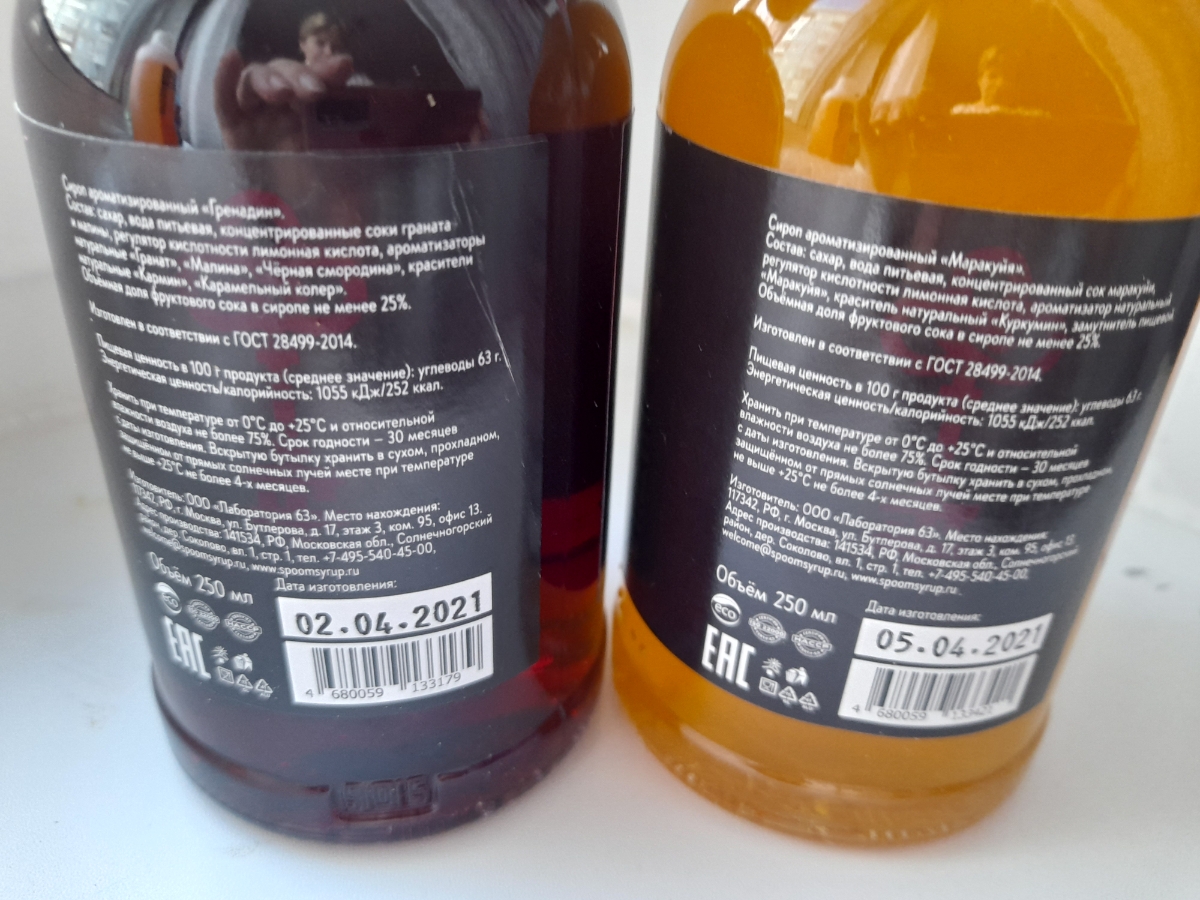 Сироп ароматизированный «Гренадин».
Состав: сахар, вода питьевая, концентрированные соки граната
и малины, регулятор кислотности лимонная кислота, ароматизаторы
натуральные «Гранат», «Малина», «Чёрная смородина», красители
натуральные «Кармин», «Карамельный колер».
Объёмная доля фруктового сока в сиропе не менее 25%.
Изготовлен в соответствии с ГОСТ 28499-2014.
Пищевая ценность в 100 г продукта (среднее значение): углеводы 63 г.
Энергетическая ценность/калорийность: 1055 кДж/252 ккал.
Хранить при температуре от 0°С до +25°С и относительной
влажности воздуха не более 75%. Срок годности – 30 месяцев
с даты изготовления. Вскрытую бутылку хранить в сухом, прохладном,
защищённом от прямых солнечных лучей месте при температуре
не выше +25°С не более 4-х месяцев.
Изготовитель: ООО «Лаборатория 63». Место нахождения:
117342, РФ, г. Москва, ул. Бутлерова, д. 17, этаж 3, ком. 95, офис 13.
Адрес производства: 141534, РФ, Московская обл., Солнечногорский
район, дер. Соколово, вл. 1, стр. 1, тел. +7-495-540-45-00,
welcome@spoomsyrup.ru, www.spoomsyrup.ru
Объём 250 мл
Дата изготовления:
eco
02.04.2021
EAC
4 680059 133179
Сироп ароматизированный «Маракуйя».
Состав: сахар, вода питьевая, концентрированный сок маракуйи,
регулятор кислотности лимонная кислота, ароматизатор натуральный
«Маракуйя», краситель натуральный «Куркумин», замутнитель пищевой.
Объёмная доля фруктового сока в сиропе не менее 25%.
Изготовлен в соответствии с ГОСТ 28499-2014.
Пищевая ценность в 100 г продукта (среднее значение): углеводы 63 г.
Энергетическая ценность/калорийность: 1055 кДж/252 ккал.
Хранить при температуре от 0°С до +25°С и относительной
влажности воздуха не более 75%. Срок годности – 30 месяцев
с даты изготовления. Вскрытую бутылку хранить в сухом, прохладном,
защищённом от прямых солнечных лучей месте при температуре
не выше +25°С не более 4-х месяцев.
Изготовитель: ООО «Лаборатория 63». Место нахождения:
117342, РФ, г. Москва, ул. Бутлерова, д. 17, этаж 3, ком. 95, офис 13.
Адрес производства: 141534, РФ, Московская обл., Солнечногорский
район, дер. Соколово, вл. 1, стр. 1, тел. +7-495-540-45-00,
welcome@spoomsyrup.ru, www.spoomsyrup.ru
Объём 250 мл
Дата изготовления:
eco
05.04.2021
EAC
4 680059